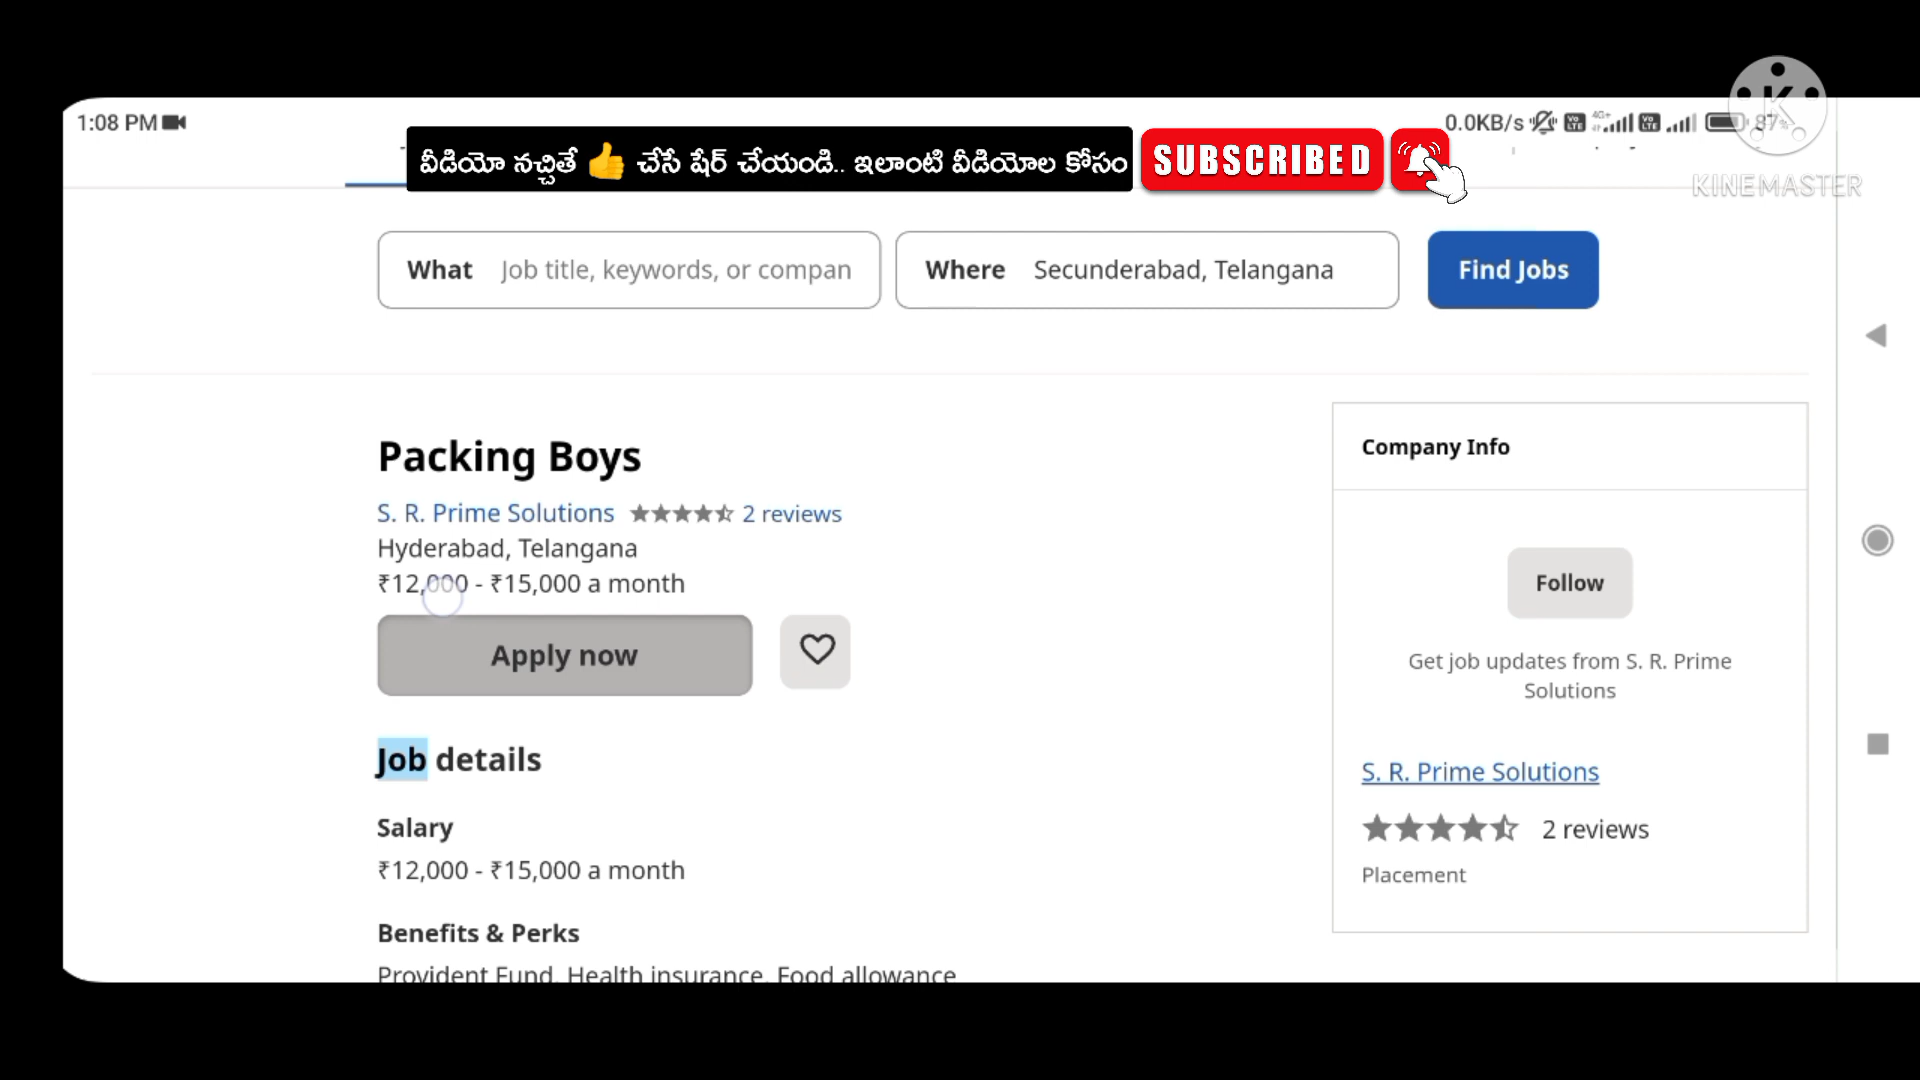 1:08 PM
0.0KB/s 87
KINEMASTER
వీడియో నచ్చితే 👍 చేసే షేర్ చేయండి.. ఇలాంటి వీడియోల కోసం
SUBSCRIBED
What Job title, keywords, or compan
Where Secunderabad, Telangana
Find Jobs
Packing Boys
S. R. Prime Solutions 2 reviews
Hyderabad, Telangana
₹12,000 - ₹15,000 a month
Apply now
Job details
Salary
₹12,000 - ₹15,000 a month
Benefits & Perks
Provident Fund, Health insurance, Food allowance
Company Info
Follow
Get job updates from S. R. Prime
Solutions
S. R. Prime Solutions
2 reviews
Placement